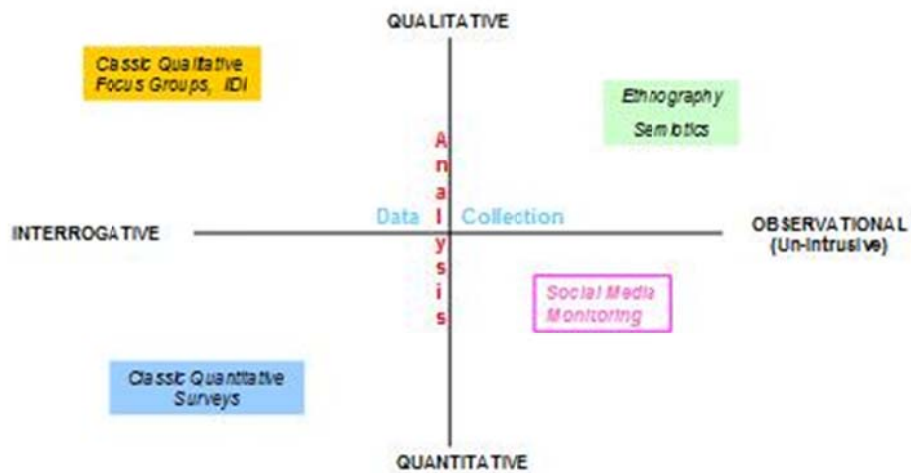 QUALITATIVE
Classic Qualitative
Focus Groups, IDI
Ethnography
Semiotics
Analysis
Data Collection
INTERROGATIVE
OBSERVATIONAL
(Un-intrusive)
Social Media
Monitoring
Classic Quantitative
Surveys
QUANTITATIVE